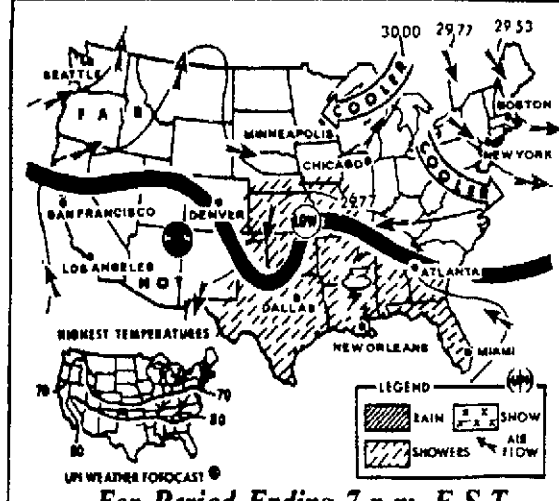 30.00 29.77 29.53
SEATTLE
COOLER
BOSTON
FAIR
MINNEAPOLIS
NEW YORK
CHICAGO
COOLER
29.77
SAN FRANCISCO
DENVER
LOW
LOS ANGELES
HOT
ATLANTA
DALLAS
HIGHEST TEMPERATURES
NEW ORLEANS
MIAMI
LEGEND
70
70
RAIN
SNOW
80
80
SHOWERS
AIR FLOW
UPI WEATHER FOTOCAST
For Period Ending 7 p.m. E.S.T.